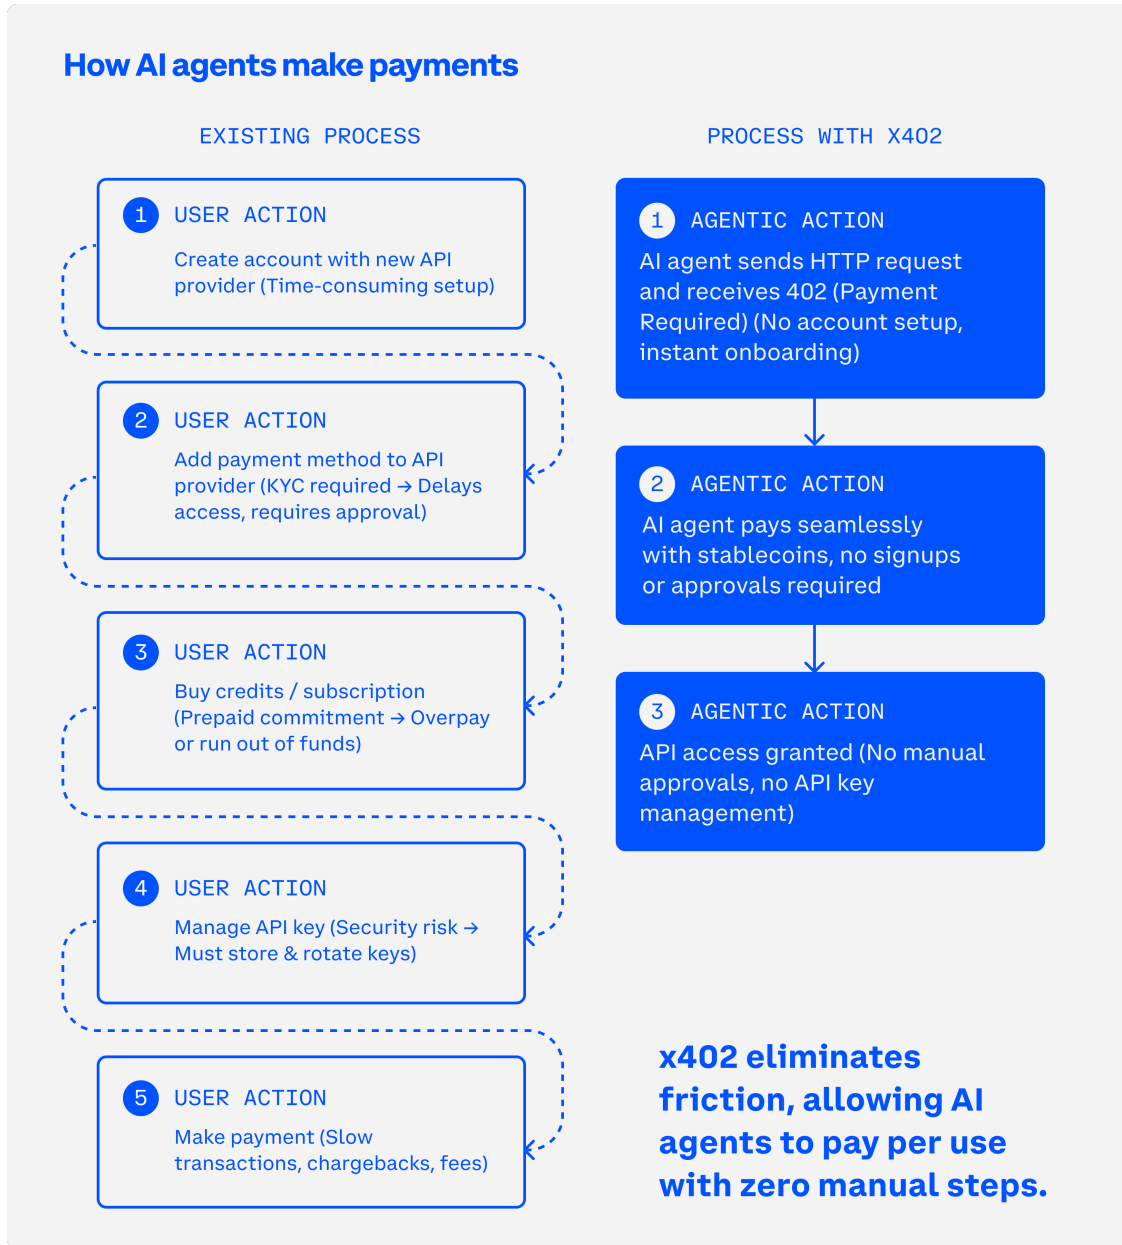 How AI agents make payments
EXISTING PROCESS
1 USER ACTION
Create account with new API
provider (Time-consuming setup)
2 USER ACTION
Add payment method to API
provider (KYC required → Delays
access, requires approval)
3 USER ACTION
Buy credits / subscription
(Prepaid commitment → Overpay
or run out of funds)
4 USER ACTION
Manage API key (Security risk →
Must store & rotate keys)
5 USER ACTION
Make payment (Slow
transactions, chargebacks, fees)
PROCESS WITH X402
1 AGENTIC ACTION
AI agent sends HTTP request
and receives 402 (Payment
Required) (No account setup,
instant onboarding)
2 AGENTIC ACTION
AI agent pays seamlessly
with stablecoins, no signups
or approvals required
3 AGENTIC ACTION
API access granted (No manual
approvals, no API key
management)
x402 eliminates
friction, allowing AI
agents to pay per use
with zero manual steps.